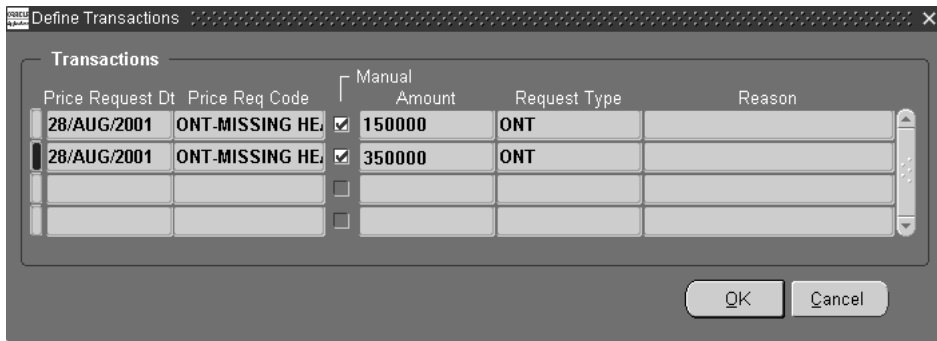 ORACLE Define Transactions
Transactions
Manual
Price Request Dt Price Req Code Amount Request Type Reason
28/AUG/2001 ONT-MISSING HE 150000 ONT
28/AUG/2001 ONT-MISSING HE 350000 ONT
OK Cancel